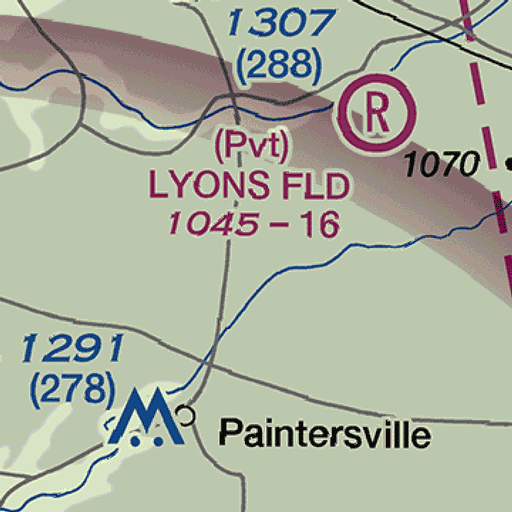 1307
(288)
R
(Pvt)
1070
LYONS FLD
1045 – 16
1291
(278)
Paintersville